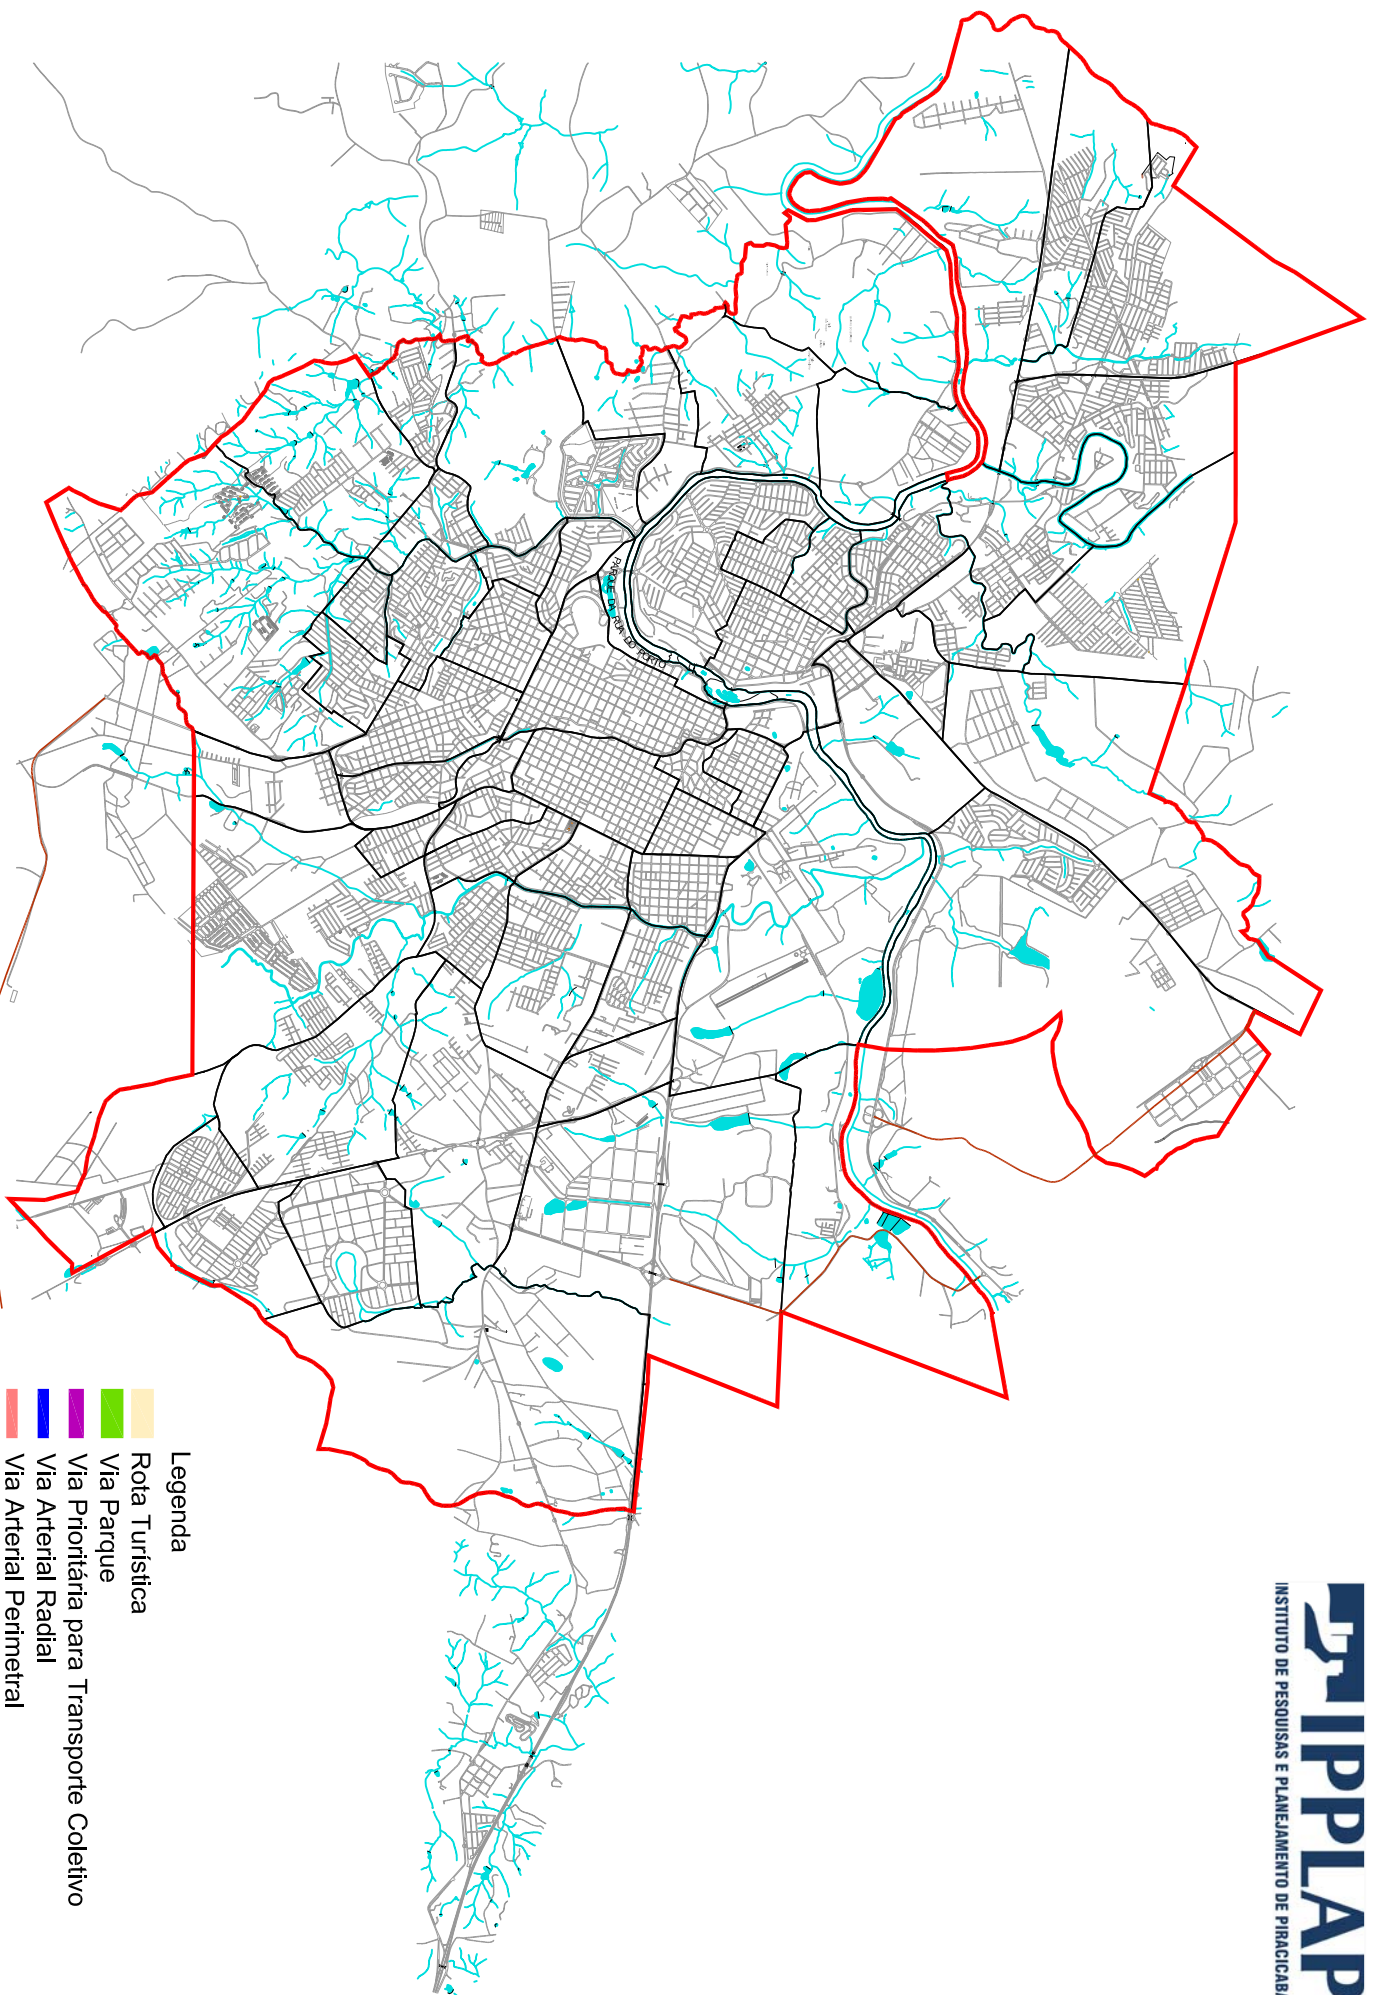 IPPLAP
INSTITUTO DE PESQUISAS E PLANEJAMENTO DE PIRACICABA
PARQUE DA RUA DO PORTO
Legenda
Rota Turística
Via Parque
Via Prioritária para Transporte Coletivo
Via Arterial Radial
Via Arterial Perimetral